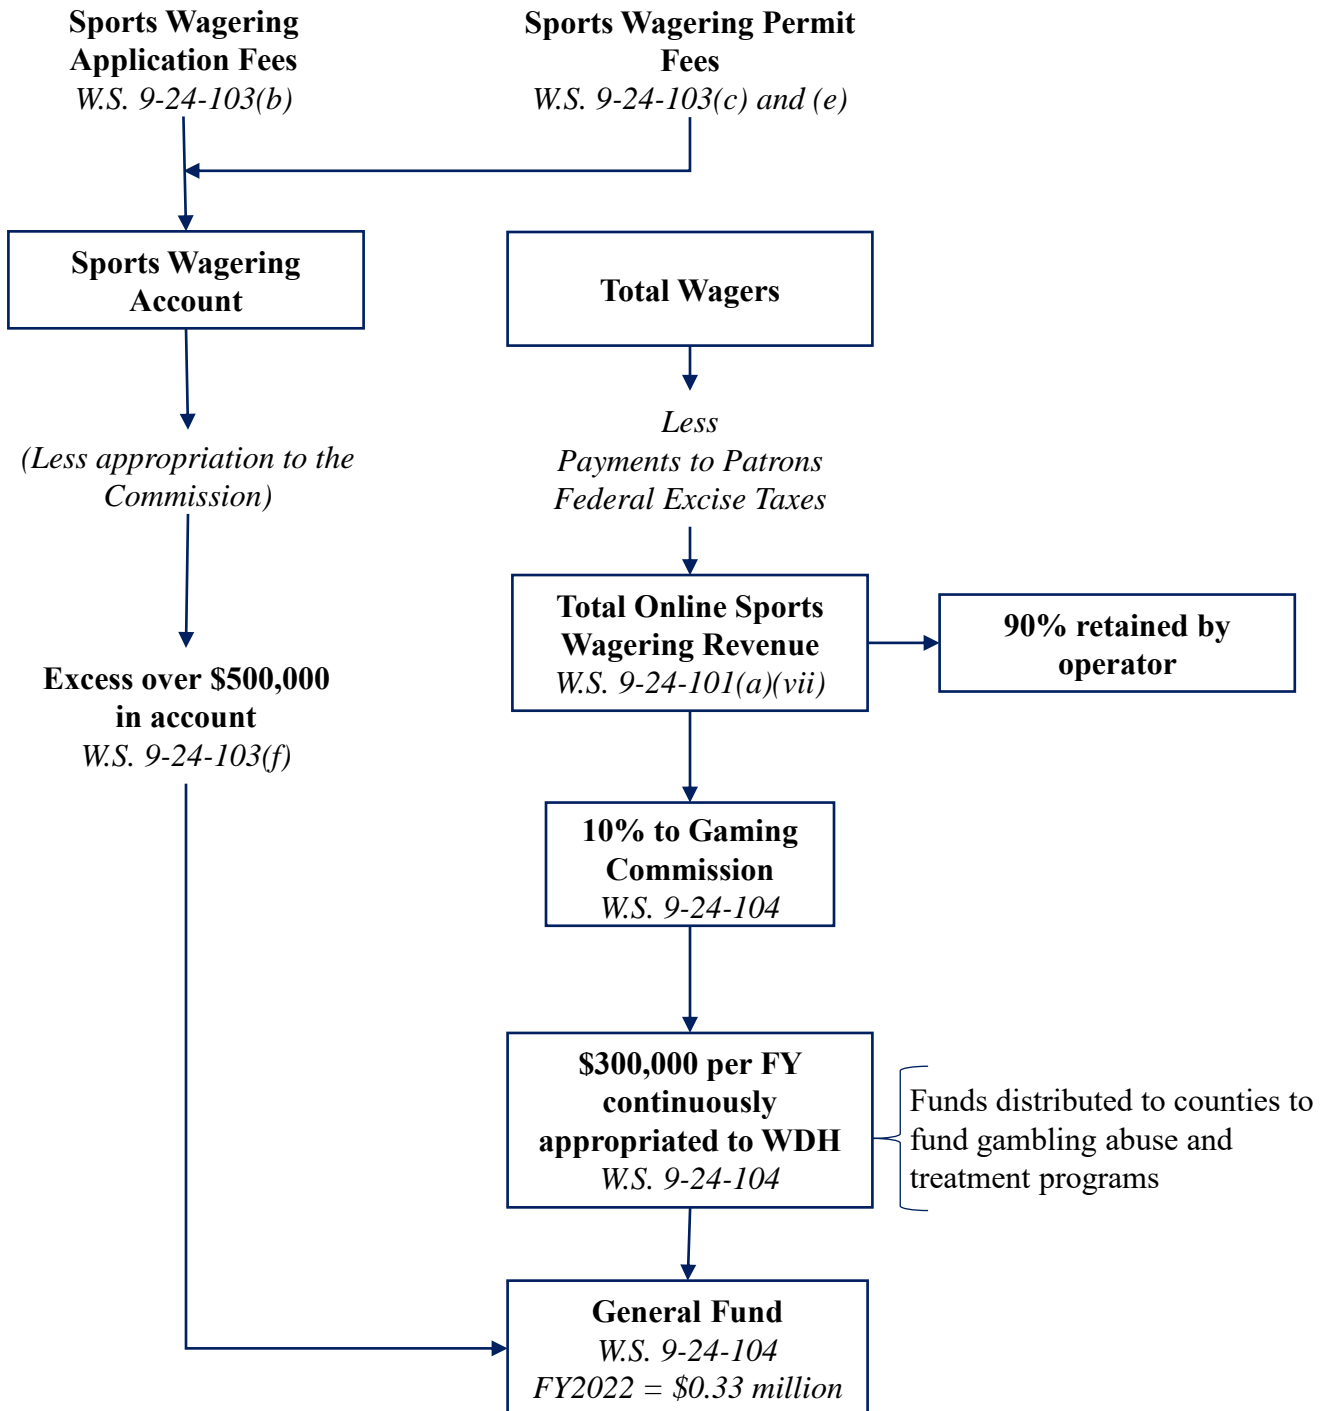 Sports Wagering
Application Fees
W.S. 9-24-103(b)
Sports Wagering Permit
Fees
W.S. 9-24-103(c) and (e)
Sports Wagering
Account
Total Wagers
(Less appropriation to the
Commission)
Less
Payments to Patrons
Federal Excise Taxes
Total Online Sports
Wagering Revenue
W.S. 9-24-101(a)(vii)
90% retained by
operator
Excess over $500,000
in account
W.S. 9-24-103(f)
10% to Gaming
Commission
W.S. 9-24-104
$300,000 per FY
continuously
appropriated to WDH
W.S. 9-24-104
Funds distributed to counties to
fund gambling abuse and
treatment programs
General Fund
W.S. 9-24-104
FY2022 = $0.33 million